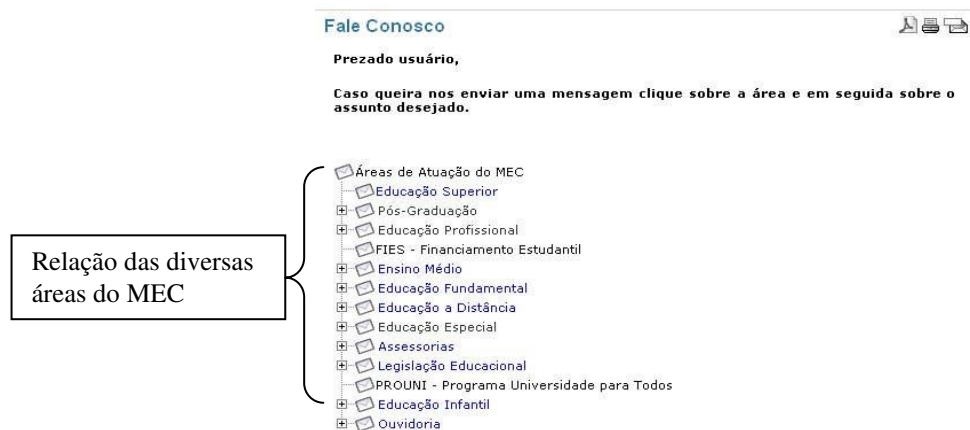 Fale Conosco
Prezado usuário,
Caso queira nos enviar uma mensagem clique sobre a área e em seguida sobre o
assunto desejado.
Áreas de Atuação do MEC
Educação Superior
Pós-Graduação
Educação Profissional
FIES - Financiamento Estudantil
Ensino Médio
Educação Fundamental
Educação a Distância
Educação Especial
Assessorias
Legislação Educacional
PROUNI - Programa Universidade para Todos
Educação Infantil
Ouvidoria
Relação das diversas
áreas do MEC